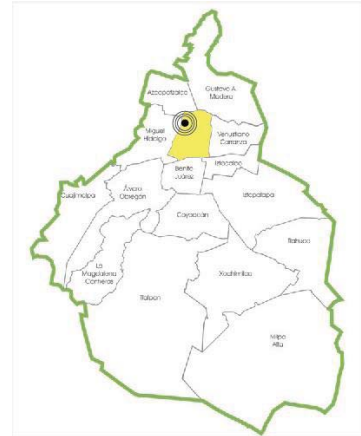 Azcapotzalco
Gustavo A.
Madero
Miguel
Hidalgo
Venustiano
Carranza
Iztacalco
Benito
Juárez
Cuajimalpa
Álvaro
Obregón
Iztapalapa
Coyoacán
Tláhuac
La
Magdalena
Contreras
Xochimilco
Tlalpan
Milpa
Alta